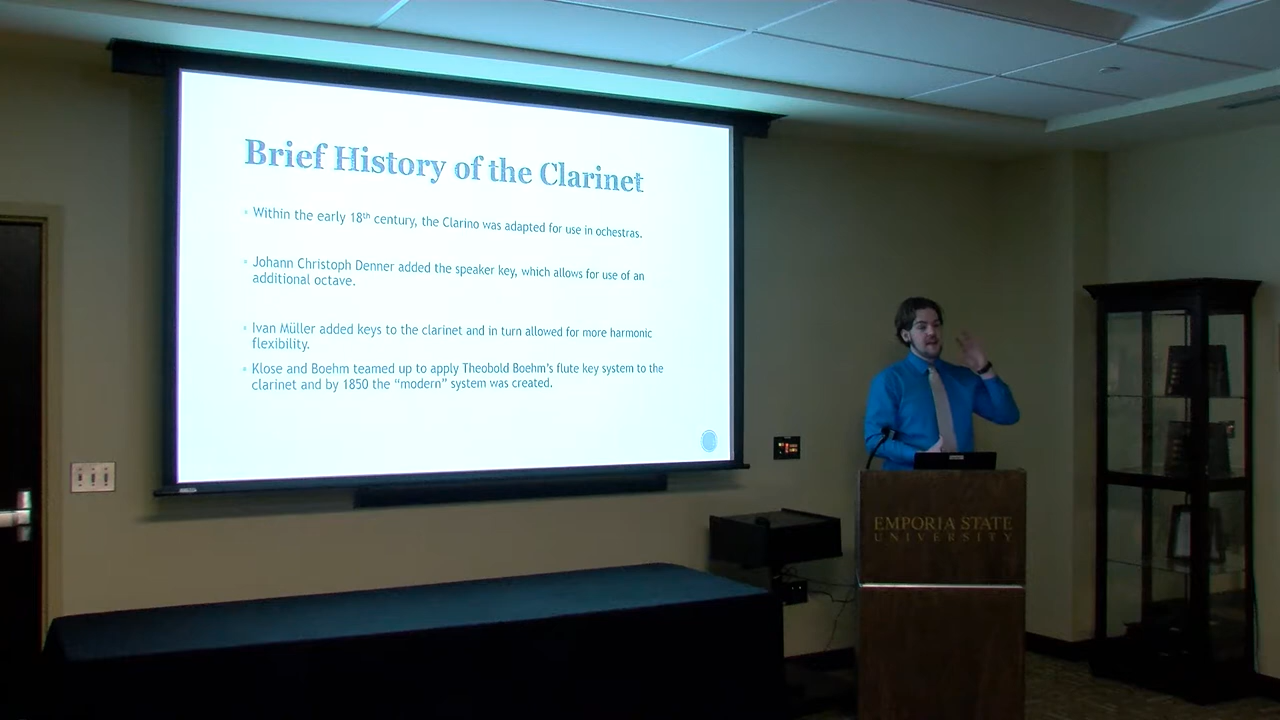 Brief History of the Clarinet
Within the early 18th century, the Clarino was adapted for use in ochestras.
Johann Christoph Denner added the speaker key, which allows for use of an
additional octave.
Ivan Müller added keys to the clarinet and in turn allowed for more harmonic
flexibility.
Klose and Boehm teamed up to apply Theobold Boehm's flute key system to the
clarinet and by 1850 the “modern” system was created.
EMPORIA STATE
UNIVERSITY